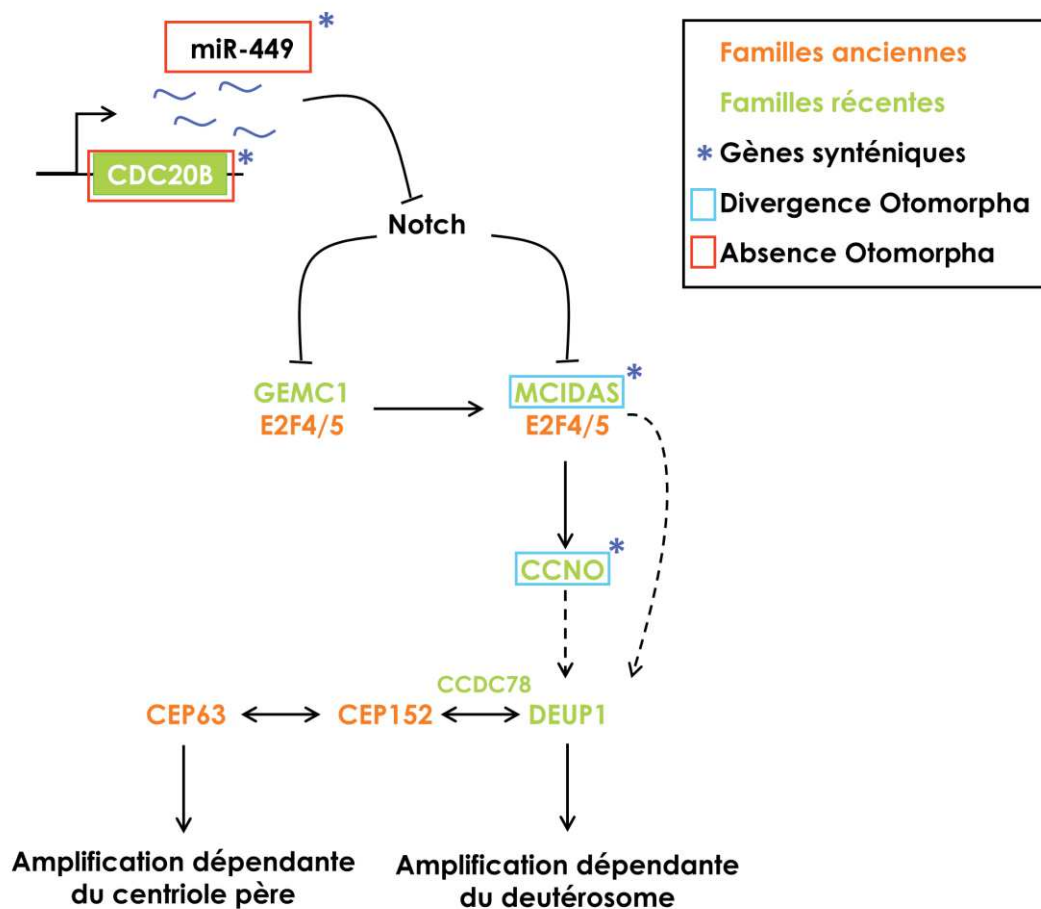 miR-449
*
CDC20B
*
Notch
GEMC1
E2F4/5
MCIDAS
*
E2F4/5
CCNO
*
CCDC78
CEP63
CEP152
DEUP1
Amplification dépendante
du centriole père
Amplification dépendante
du deutérosome
Familles anciennes
Familles récentes
* Gènes synténiques
Divergence Otomorpha
Absence Otomorpha